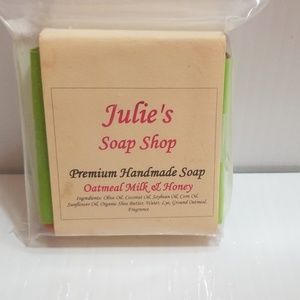 Julie's
Soap Shop
Premium Handmade Soap
Oatmeal Milk & Honey
Ingredients: Olive Oil, Coconut Oil, Soybean Oil, Corn Oil,
Sunflower Oil, Organic Shea Butter, Water, Lye, Ground Oatmeal,
Fragrance